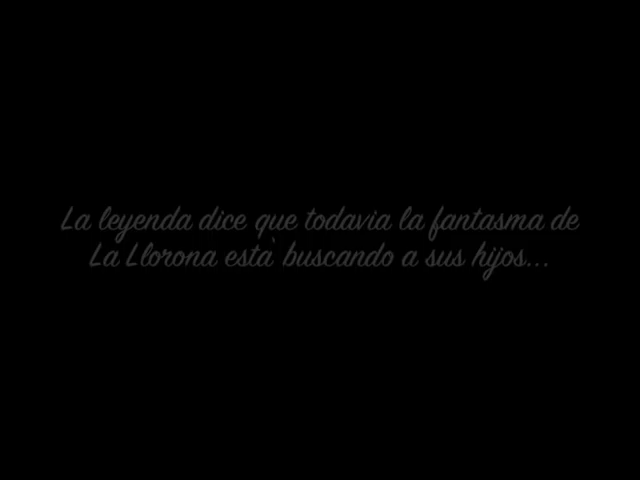 La leyenda dice que todavia la fantasma de
La Llorona està buscando a sus hijos...